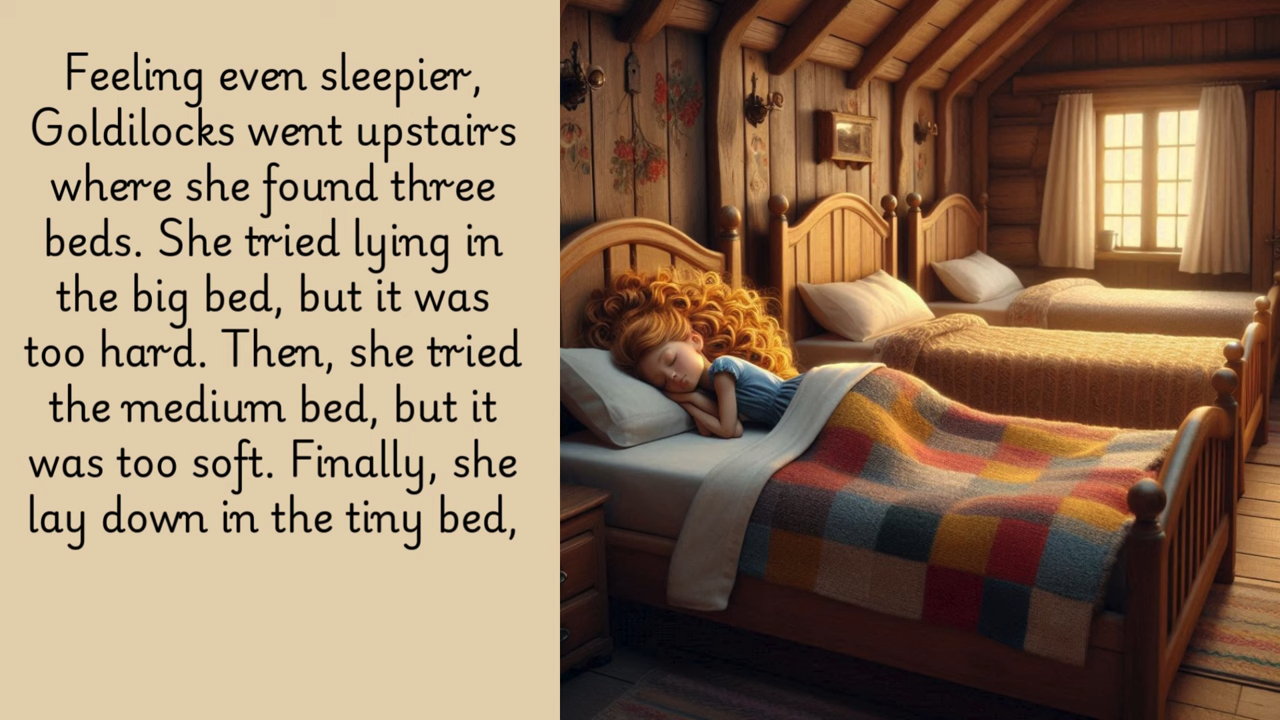 Feeling even sleepier,
Goldilocks went upstairs
where she found three
beds. She tried lying in
the big bed, but it was
too hard. Then, she tried
the medium bed, but it
was too soft. Finally, she
lay down in the tiny bed,